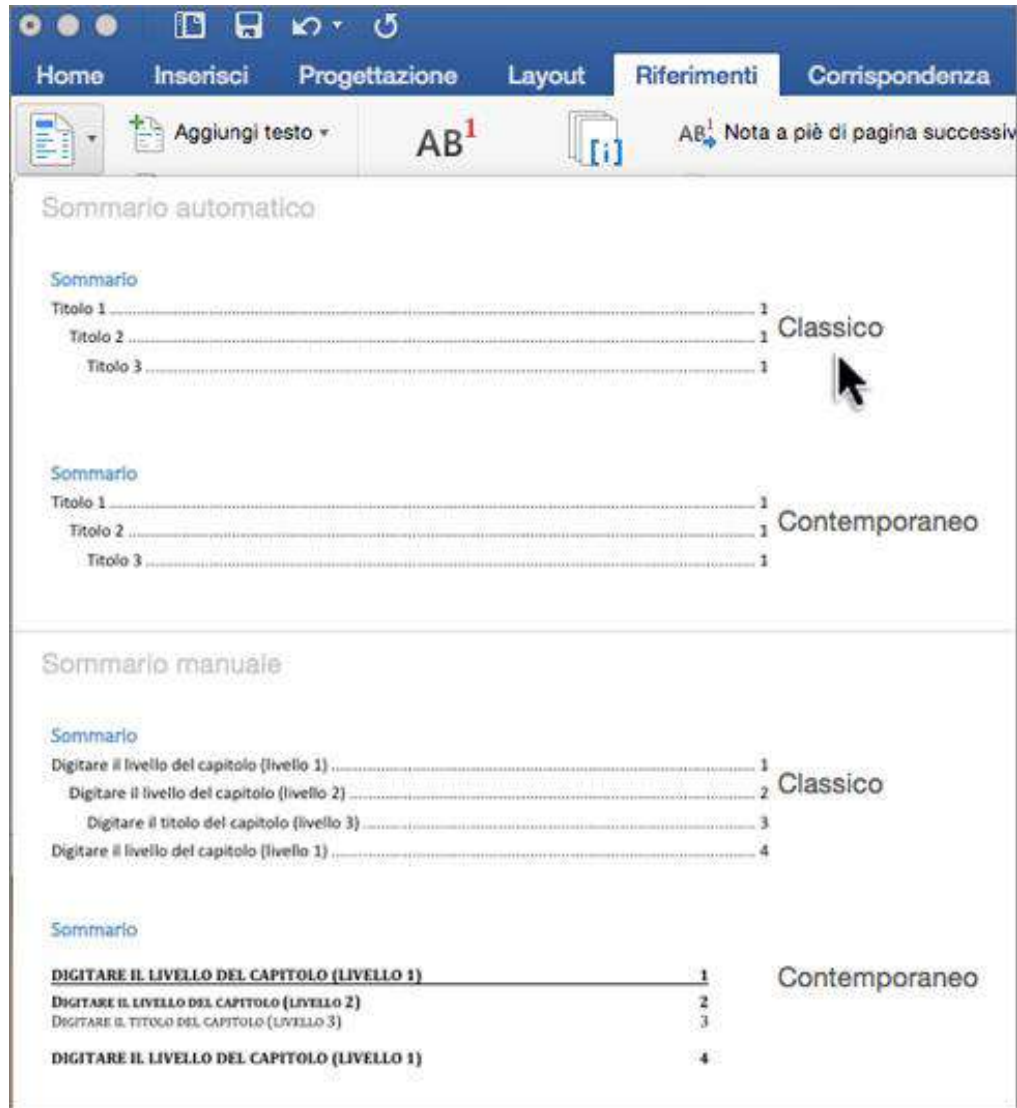 Home Inserisci Progettazione Layout Riferimenti Corrispondenza
Aggiungi testo AB1 [i] AB1 Nota a piè di pagina successiv
Sommario automatico
Sommario
Titolo 1 1
Titolo 2 1
Titolo 3 1
Classico
Sommario
Titolo 1 1
Titolo 2 1
Titolo 3 1
Contemporaneo
Sommario manuale
Sommario
Digitare il livello del capitolo (livello 1) 1
Digitare il livello del capitolo (livello 2) 2
Digitare il titolo del capitolo (livello 3) 3
Digitare il livello del capitolo (livello 1) 4
Classico
Sommario
DIGITARE IL LIVELLO DEL CAPITOLO (LIVELLO 1) 1
DIGITARE IL LIVELLO DEL CAPITOLO (LIVELLO 2) 2
DIGITARE IL TITOLO DEL CAPITOLO (LIVELLO 3) 3
DIGITARE IL LIVELLO DEL CAPITOLO (LIVELLO 1) 4
Contemporaneo